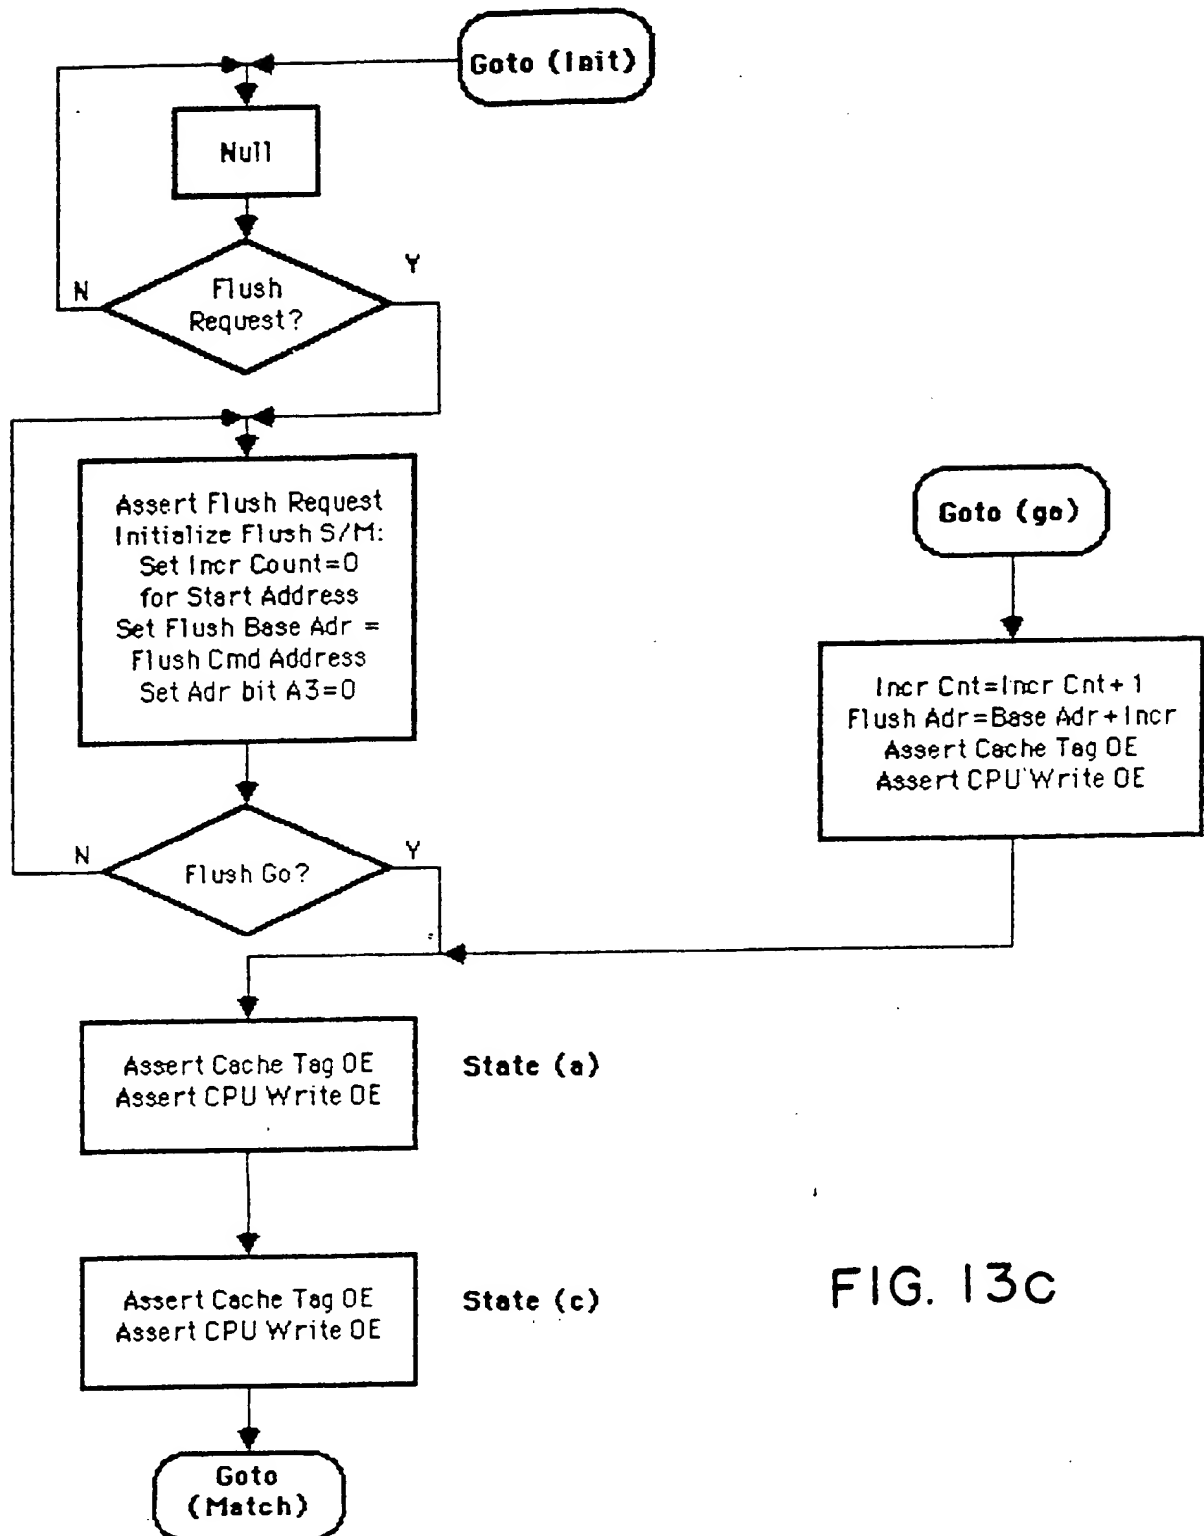 Goto (Init)
Null
Flush
Request?
N
Y
Assert Flush Request
Initialize Flush S/M:
Set Incr Count=0
for Start Address
Set Flush Base Adr =
Flush Cmd Address
Set Adr bit A3=0
Goto (go)
Incr Cnt=Incr Cnt+1
Flush Adr=Base Adr+Incr
Assert Cache Tag OE
Assert CPU Write OE
Flush Go?
N
Y
Assert Cache Tag OE
Assert CPU Write OE
State (a)
Assert Cache Tag OE
Assert CPU Write OE
State (c)
Goto
(Match)
FIG. 13c